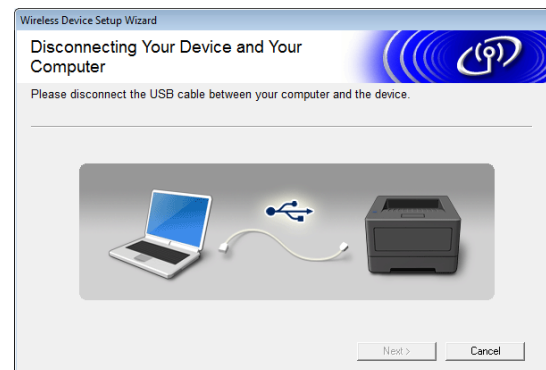 Wireless Device Setup Wizard
Disconnecting Your Device and Your
Computer
Please disconnect the USB cable between your computer and the device.
Next >
Cancel